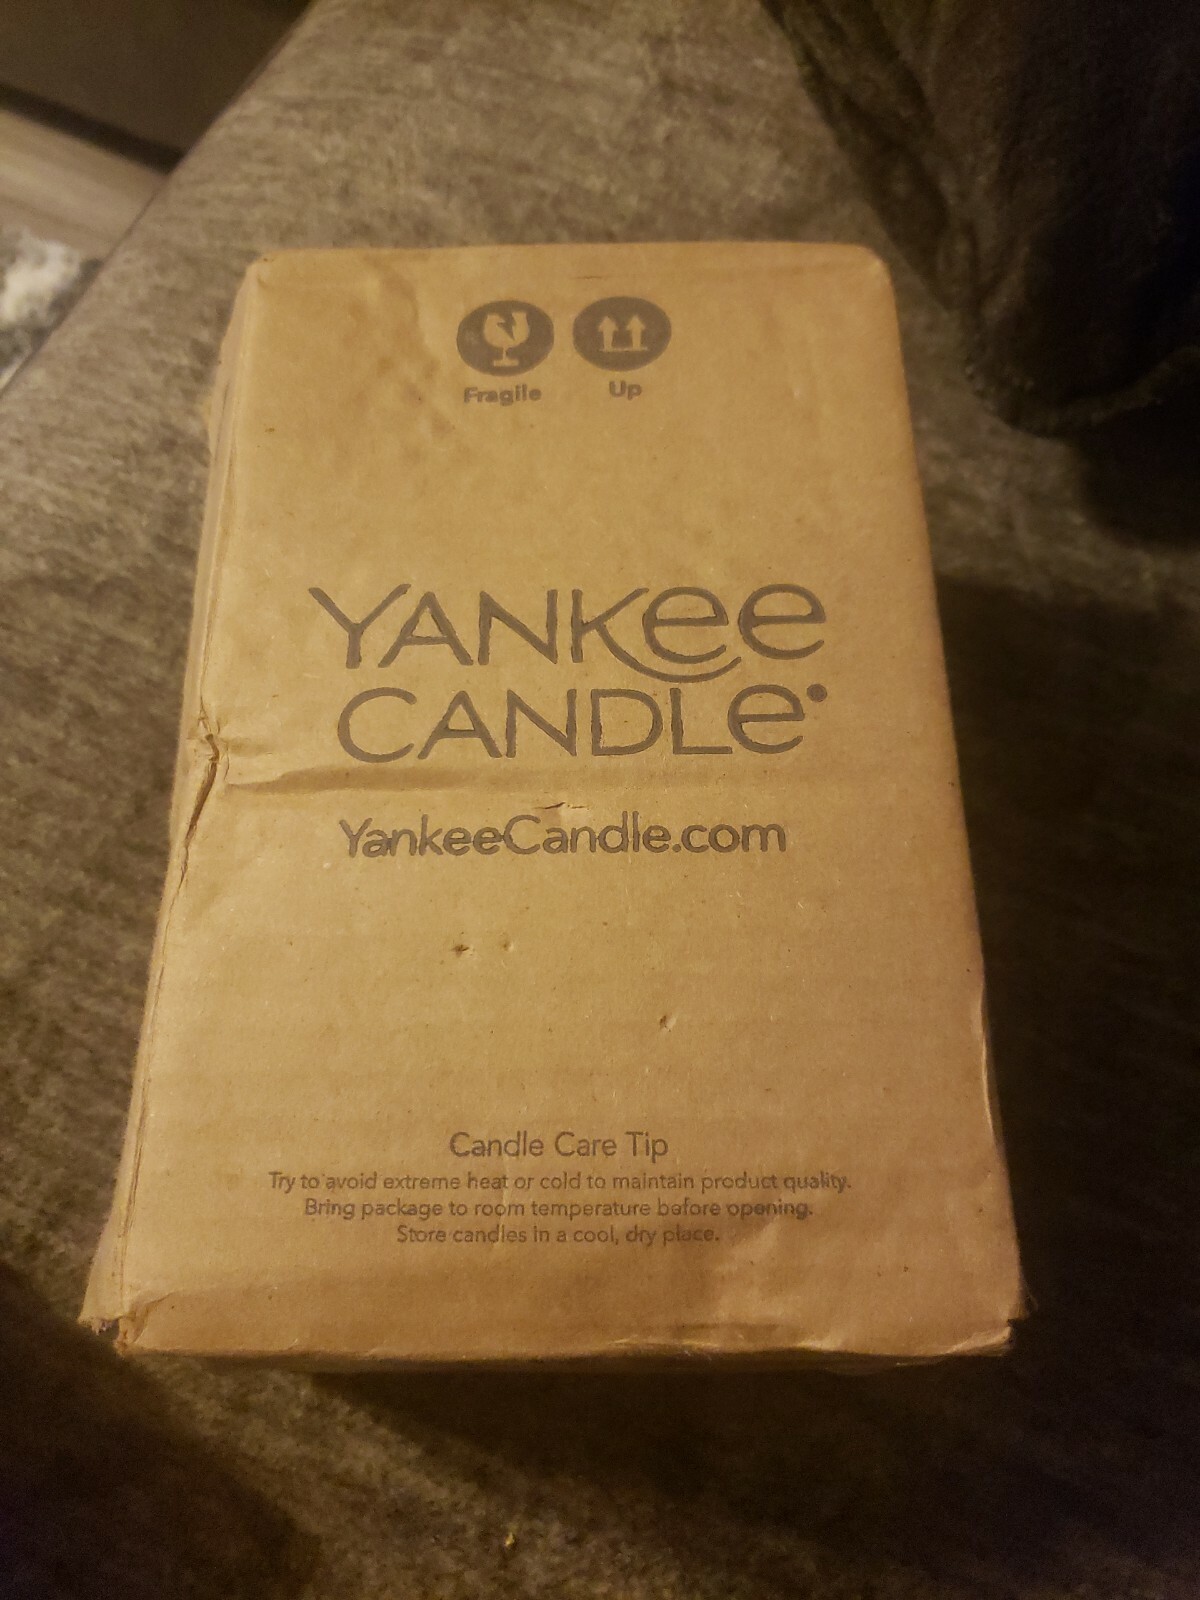 Fragile Up
YANKEE
CANDLE
YankeeCandle.com
Candle Care Tip
Try to avoid extreme heat or cold to maintain product quality.
Bring package to room temperature before opening.
Store candles in a cool, dry place.